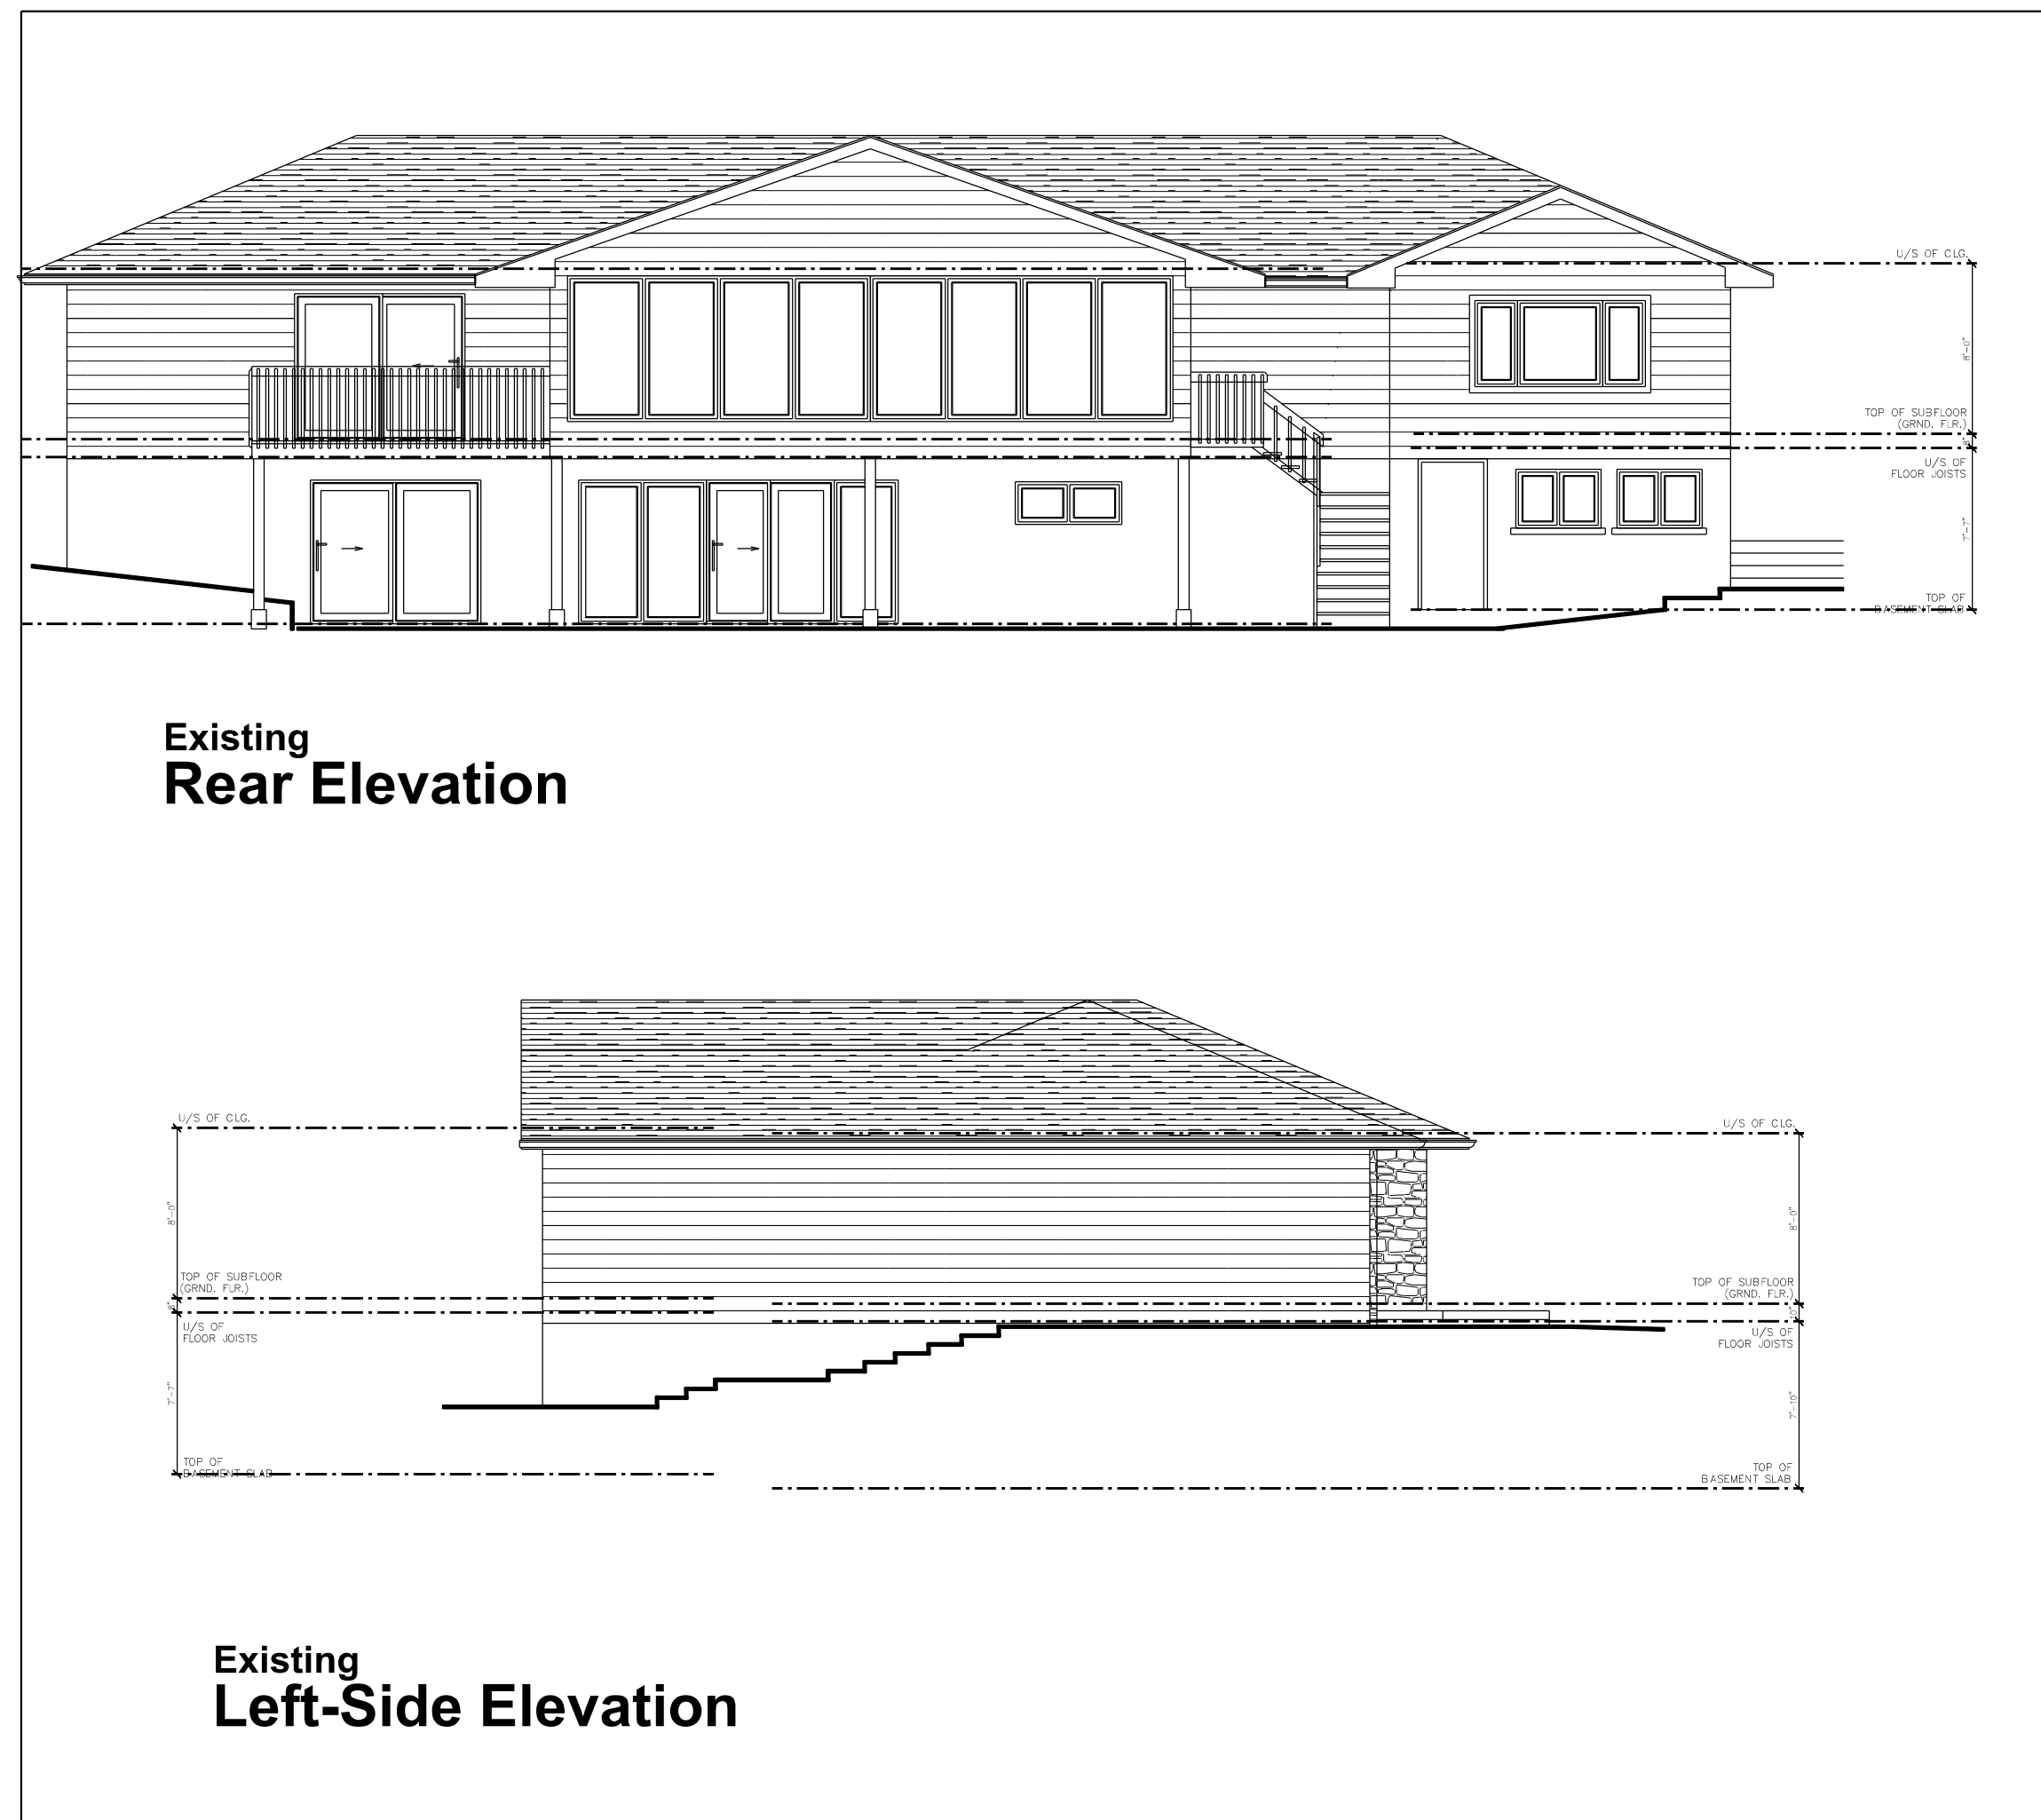 U/S OF CLG.
8'-0"
TOP OF SUBFLOOR
(GRND. FLR.)
8"
U/S OF
FLOOR JOISTS
7'-7"
TOP OF
BASEMENT SLAB
Existing
Rear Elevation
U/S OF CLG.
8'-0"
TOP OF SUBFLOOR
(GRND. FLR.)
8"
U/S OF
FLOOR JOISTS
7'-7"
TOP OF
BASEMENT SLAB
U/S OF CLG.
8'-0"
TOP OF SUBFLOOR
(GRND. FLR.)
U/S OF
FLOOR JOISTS
7'-10"
TOP OF
BASEMENT SLAB
Existing
Left-Side Elevation